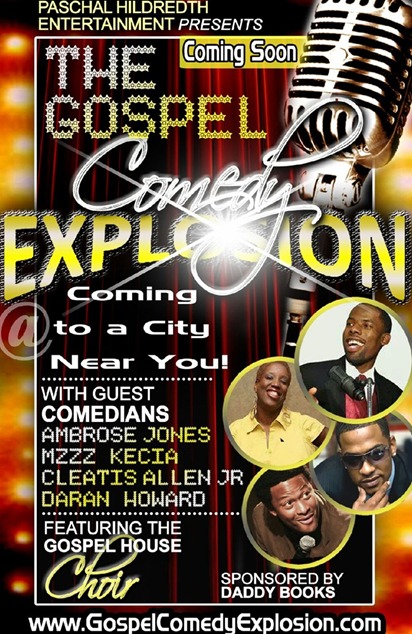 PASCHAL HILDREDTH
ENTERTAINMENT PRESENTS
Coming Soon
THE
GOSPEL
Comedy
EXPLOSION
@
Coming
to a City
Near You!
WITH GUEST
COMEDIANS
AMBROSE JONES
MZZZ KECIA
CLEATIS ALLEN JR
DARAN HOWARD
FEATURING THE
GOSPEL HOUSE
Choir
SPONSORED BY
DADDY BOOKS
www.GospelComedyExplosion.com